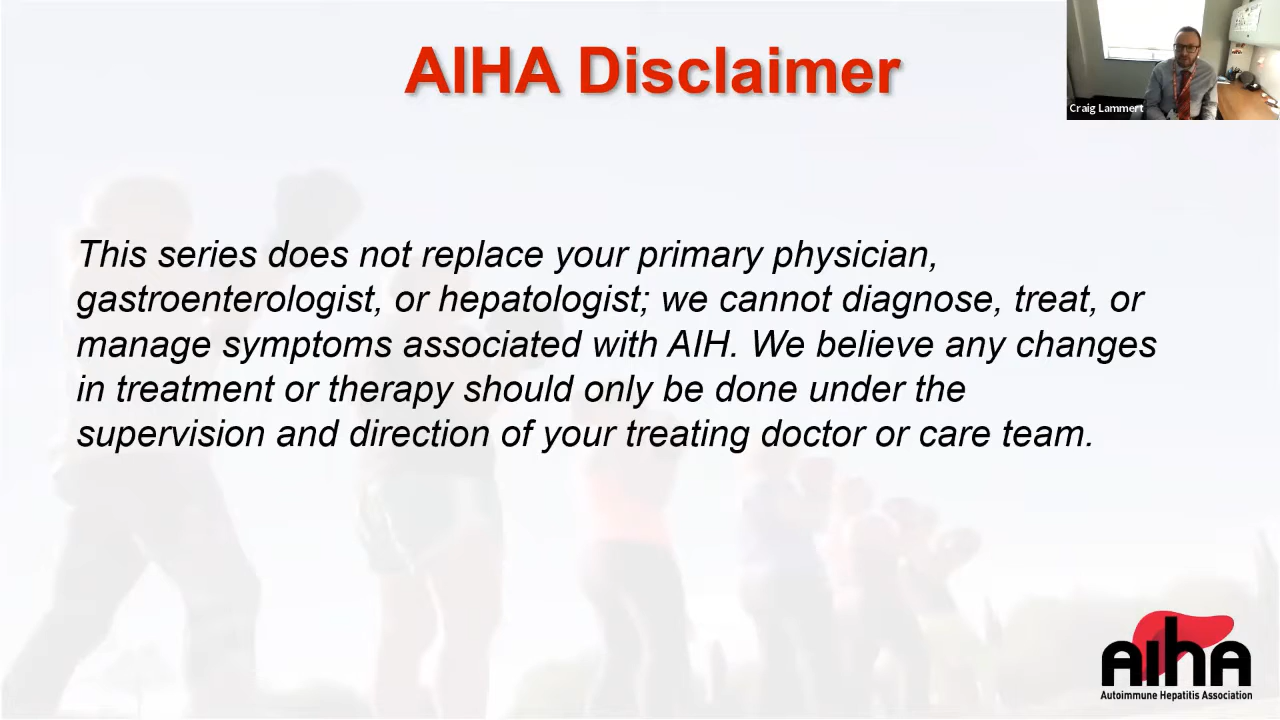 AIHA Disclaimer
Craig Lammert
This series does not replace your primary physician,
gastroenterologist, or hepatologist; we cannot diagnose, treat, or
manage symptoms associated with AIH. We believe any changes
in treatment or therapy should only be done under the
supervision and direction of your treating doctor or care team.
AIHA
Autoimmune Hepatitis Association